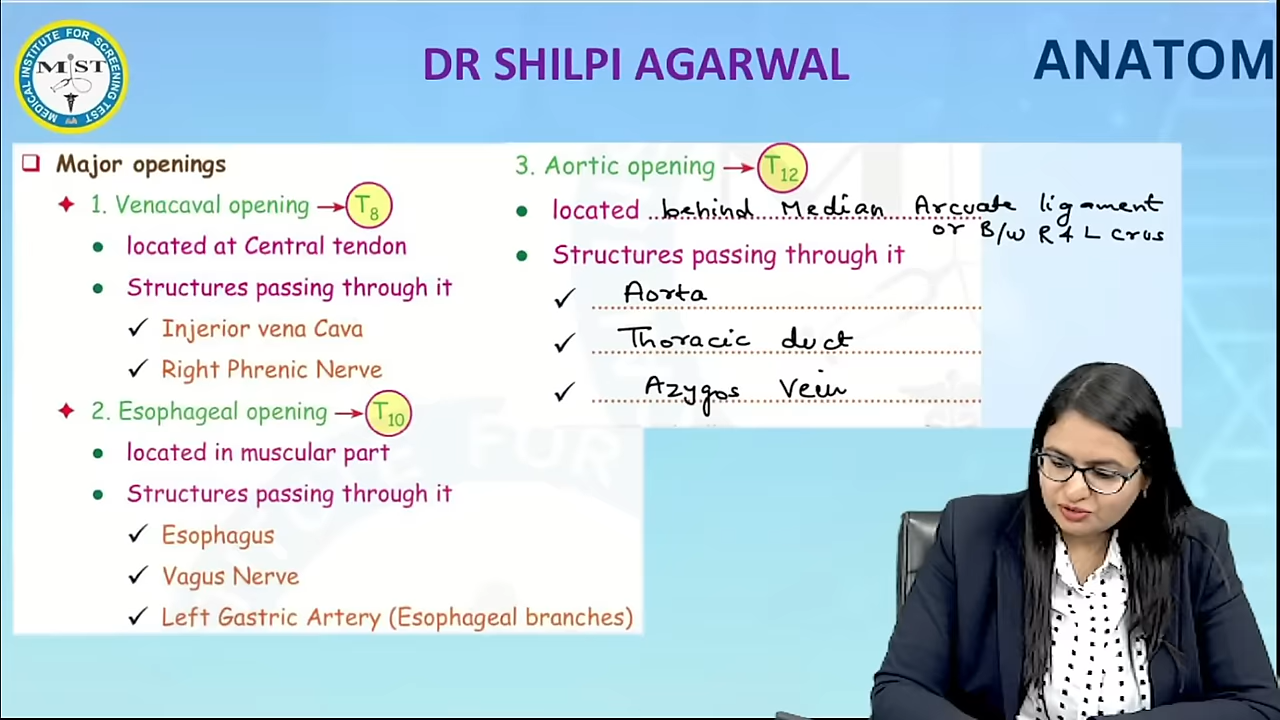 MEDICAL INSTITUTE FOR SCREENING TEST
MIST
DR SHILPI AGARWAL
ANATOM
Major openings
1. Venacaval opening → T8
located at Central tendon
Structures passing through it
✓ Injerior vena Cava
✓ Right Phrenic Nerve
2. Esophageal opening → T10
located in muscular part
Structures passing through it
✓ Esophagus
✓ Vagus Nerve
✓ Left Gastric Artery (Esophageal branches)
3. Aortic opening → T12
located behind Median Arcuate ligament
or B/w R & L crus
Structures passing through it
✓ Aorta
✓ Thoracic duct
✓ Azygos Vein
FOR